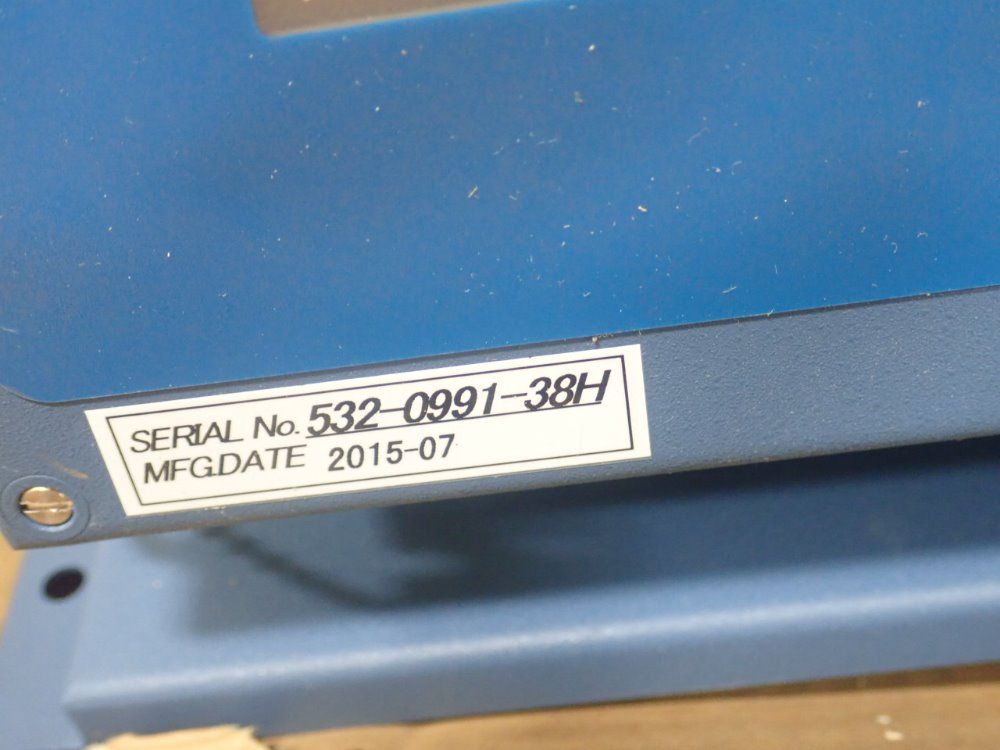 SERIAL No. 532-0991-38H
MFG.DATE 2015-07